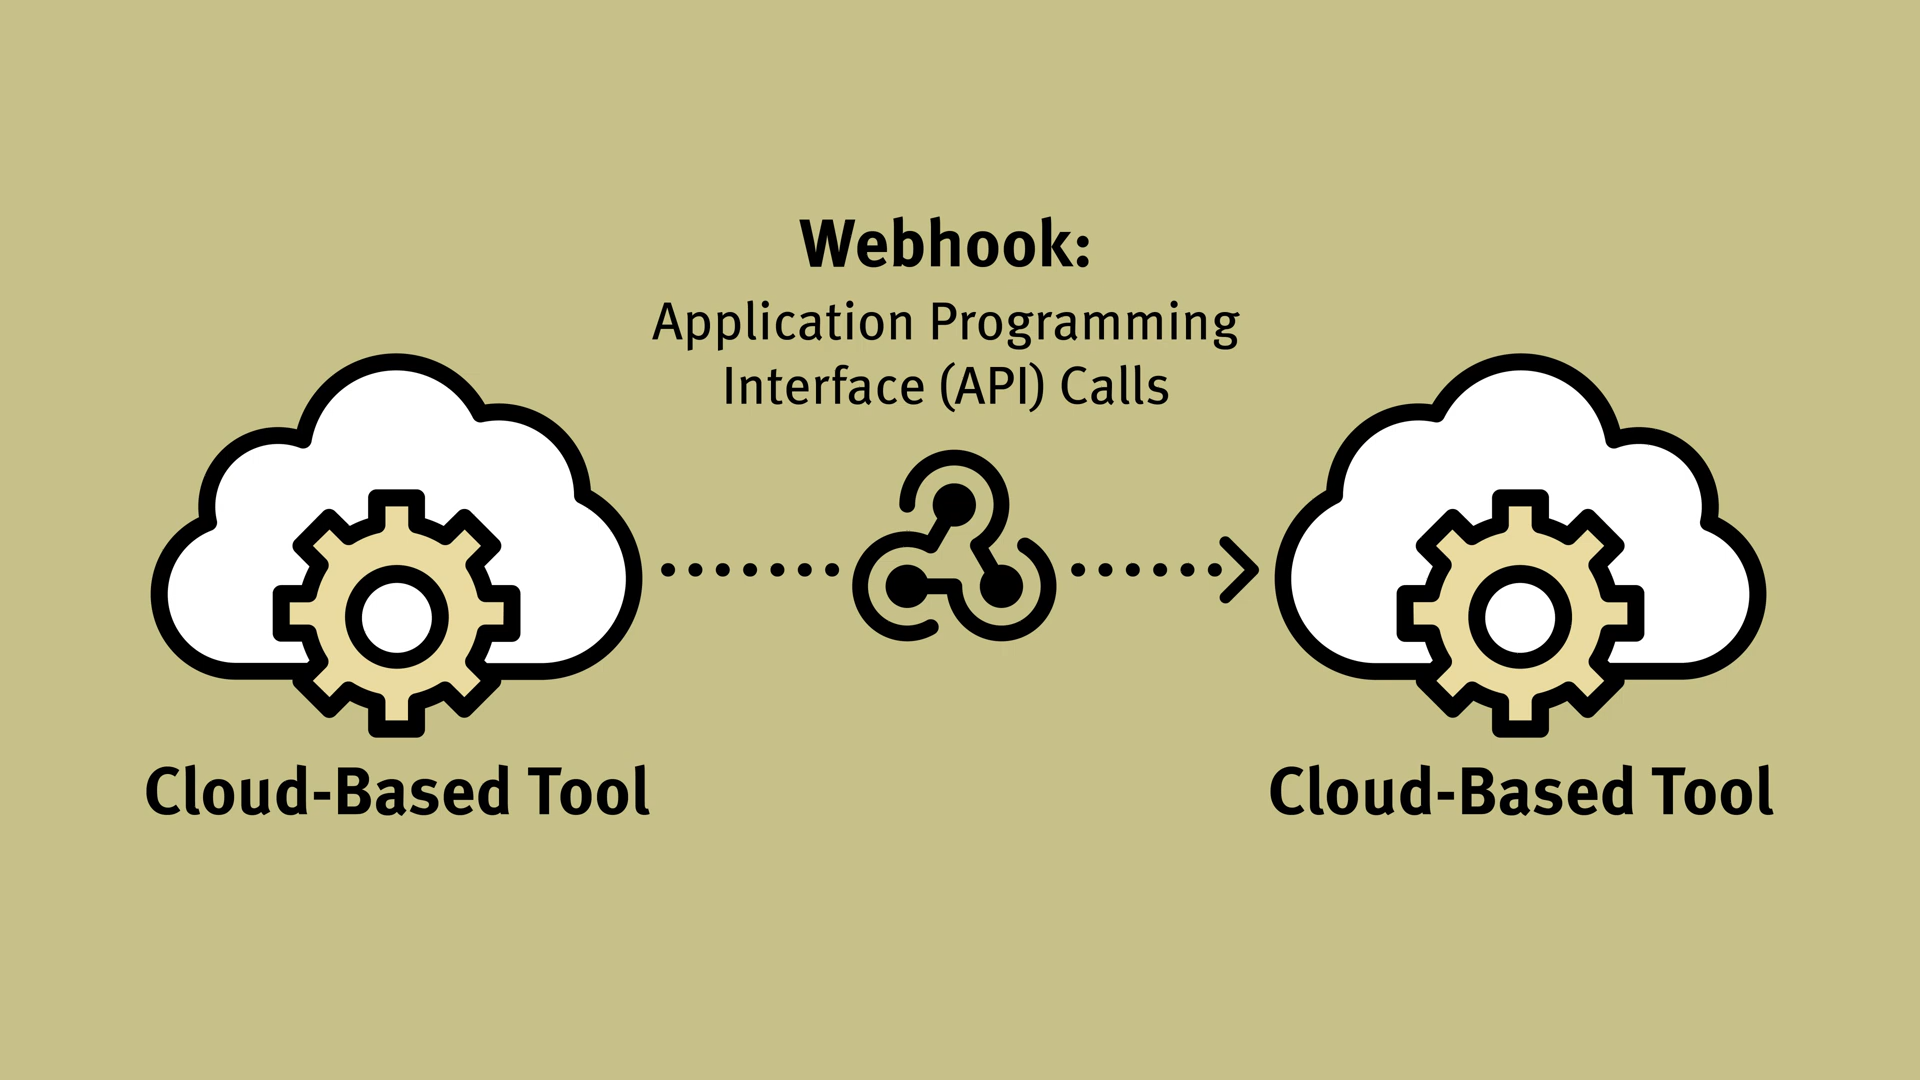 Webhook:
Application Programming
Interface (API) Calls
Cloud-Based Tool
Cloud-Based Tool